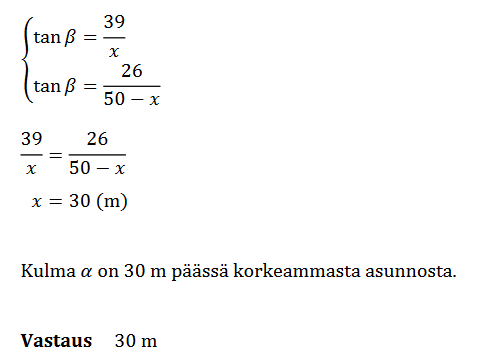 tan β = 39/x
tan β = 26/(50 − x)
39/x = 26/(50 − x)
x = 30 (m)
Kulma α on 30 m päässä korkeammasta asunnosta.
Vastaus 30 m